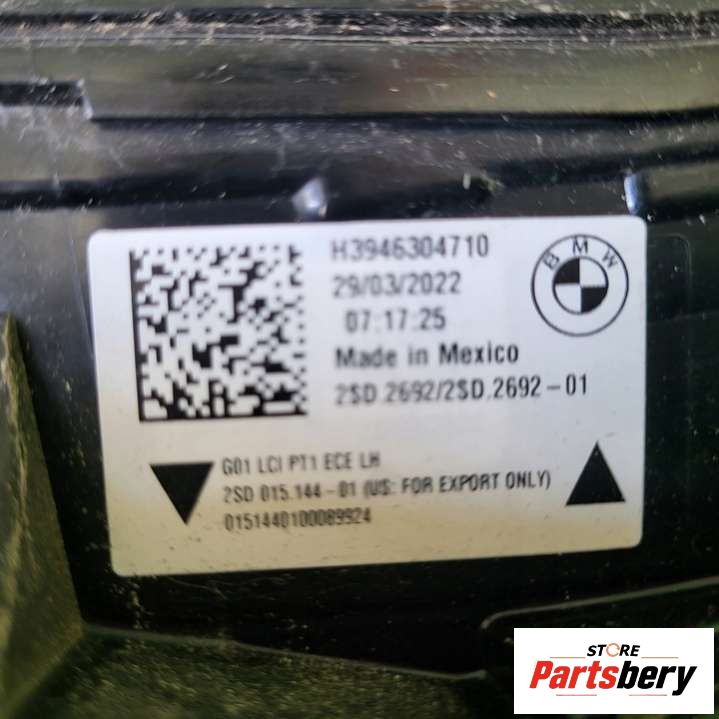 H3946304710
29/03/2022
07:17:25
Made in Mexico
2SD.2692/2SD.2692-01
BMW
G01 LCI PT1 ECE LH
2SD 015.144-01 (US: FOR EXPORT ONLY)
0151440100089924
STORE
Partsbery